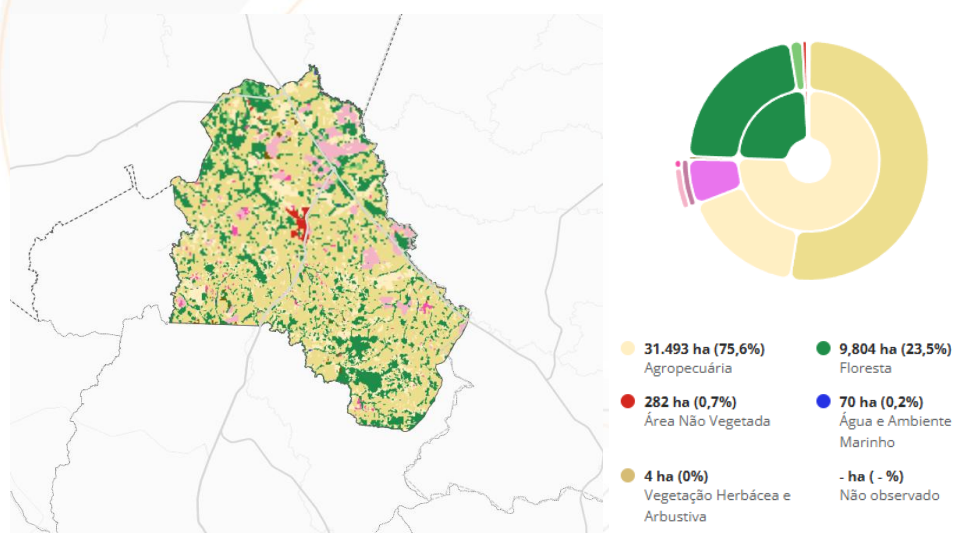 31.493 ha (75,6%)
Agropecuária
9,804 ha (23,5%)
Floresta
282 ha (0,7%)
Área Não Vegetada
70 ha (0,2%)
Água e Ambiente
Marinho
4 ha (0%)
Vegetação Herbácea e
Arbustiva
- ha ( - %)
Não observado